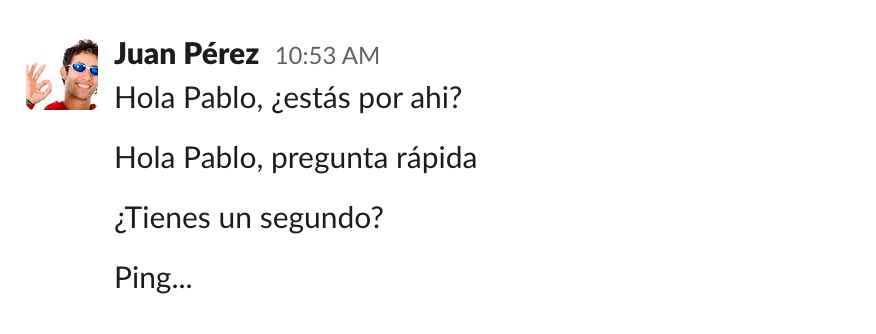 Juan Pérez 10:53 AM
Hola Pablo, ¿estás por ahi?
Hola Pablo, pregunta rápida
¿Tienes un segundo?
Ping...